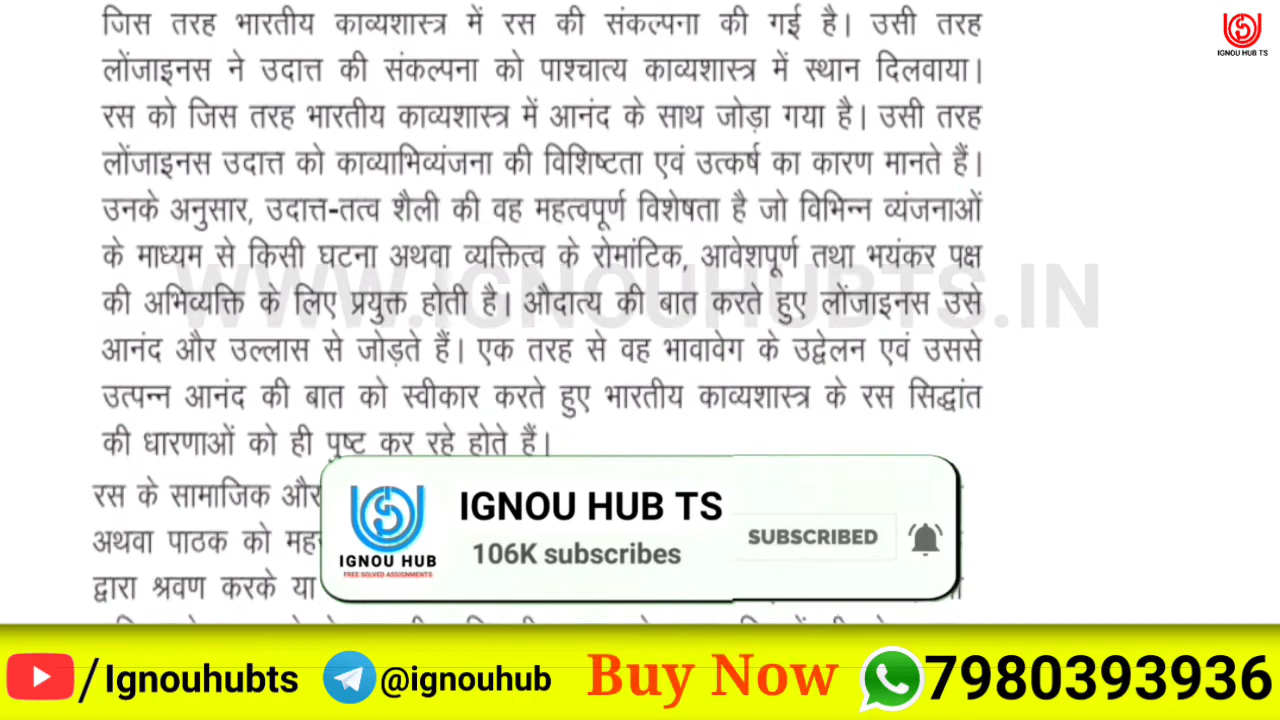 जिस तरह भारतीय काव्यशास्त्र में रस की संकल्पना की गई है। उसी तरह
IGNOU HUB TS
लोंजाइनस ने उदात्त की संकल्पना को पाश्चात्य काव्यशास्त्र में स्थान दिलवाया।
रस को जिस तरह भारतीय काव्यशास्त्र में आनंद के साथ जोड़ा गया है। उसी तरह
लोंजाइनस उदात्त को काव्याभिव्यंजना की विशिष्टता एवं उत्कर्ष का कारण मानते हैं।
उनके अनुसार, उदात्त-तत्व शैली की वह महत्वपूर्ण विशेषता है जो विभिन्न व्यंजनाओं
के माध्यम से किसी घटना अथवा व्यक्तित्व के रोमांटिक, आवेशपूर्ण तथा भयंकर पक्ष
WWW.IGNOUHUBTS.IN
की अभिव्यक्ति के लिए प्रयुक्त होती है। औदात्य की बात करते हुए लोंजाइनस उसे
आनंद और उल्लास से जोड़ते हैं। एक तरह से वह भावावेग के उद्वेलन एवं उससे
उत्पन्न आनंद की बात को स्वीकार करते हुए भारतीय काव्यशास्त्र के रस सिद्धांत
की धारणाओं को ही पुष्ट कर रहे होते हैं।
रस के सामाजिक और
अथवा पाठक को
द्वारा श्रवण करके या
IGNOU HUB
FREE SOLVED ASSIGNMENTS
IGNOU HUB TS
106K subscribes
SUBSCRIBED
/Ignouhubts @ignouhub Buy Now 7980393936